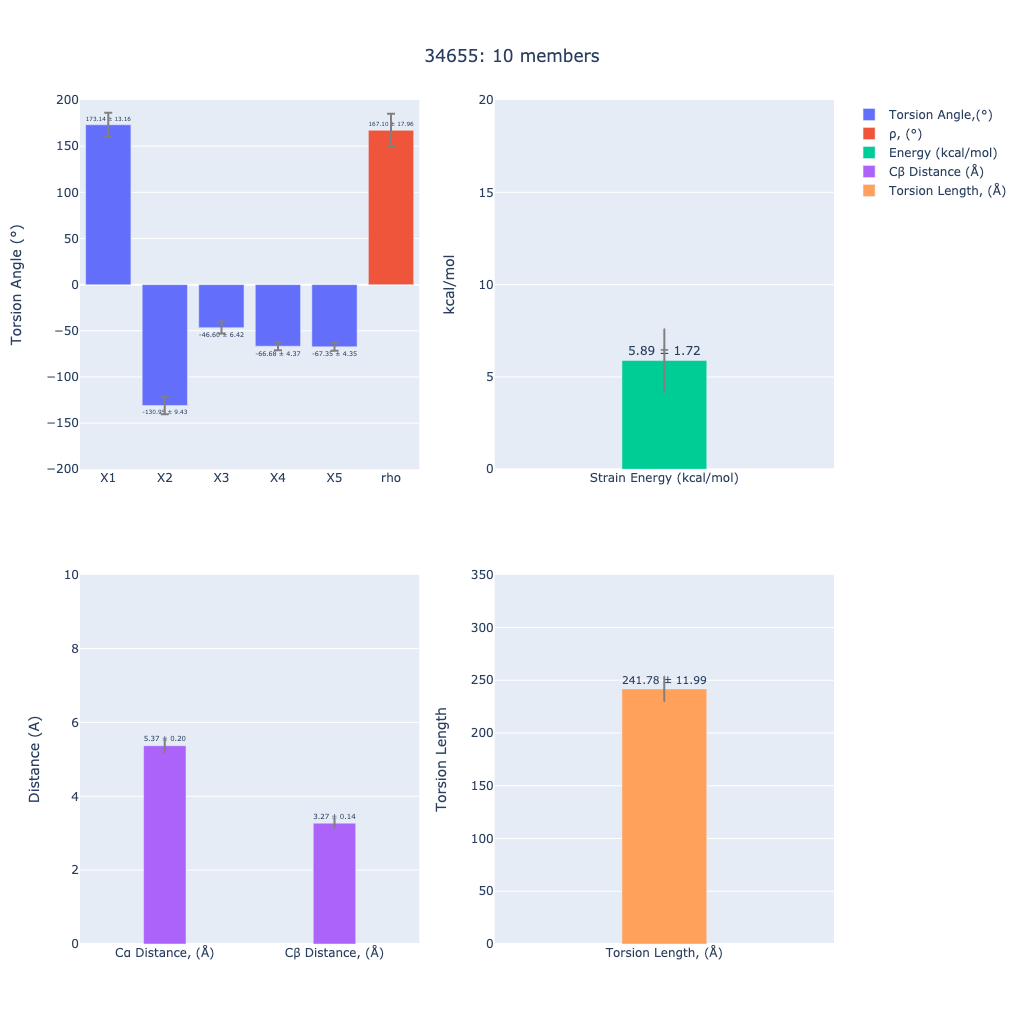 34655: 10 members
Torsion Angle (°)
200
150
100
50
0
−50
−100
−150
−200
173.14 ± 13.16
167.10 ± 17.96
-46.60 ± 6.42
-66.68 ± 4.37
-67.35 ± 4.35
± 9.43
X1 X2 X3 X4 X5 rho
kcal/mol
20
15
10
5
0
5.89 ± 1.72
Strain Energy (kcal/mol)
Torsion Angle,(°)
ρ, (°)
Energy (kcal/mol)
Cβ Distance (Å)
Torsion Length, (Å)
Distance (A)
10
8
6
4
2
0
5.37 ± 0.20
3.27 ± 0.14
Cα Distance, (Å) Cβ Distance, (Å)
Torsion Length
350
300
250
200
150
100
50
0
241.78 ± 11.99
Torsion Length, (Å)